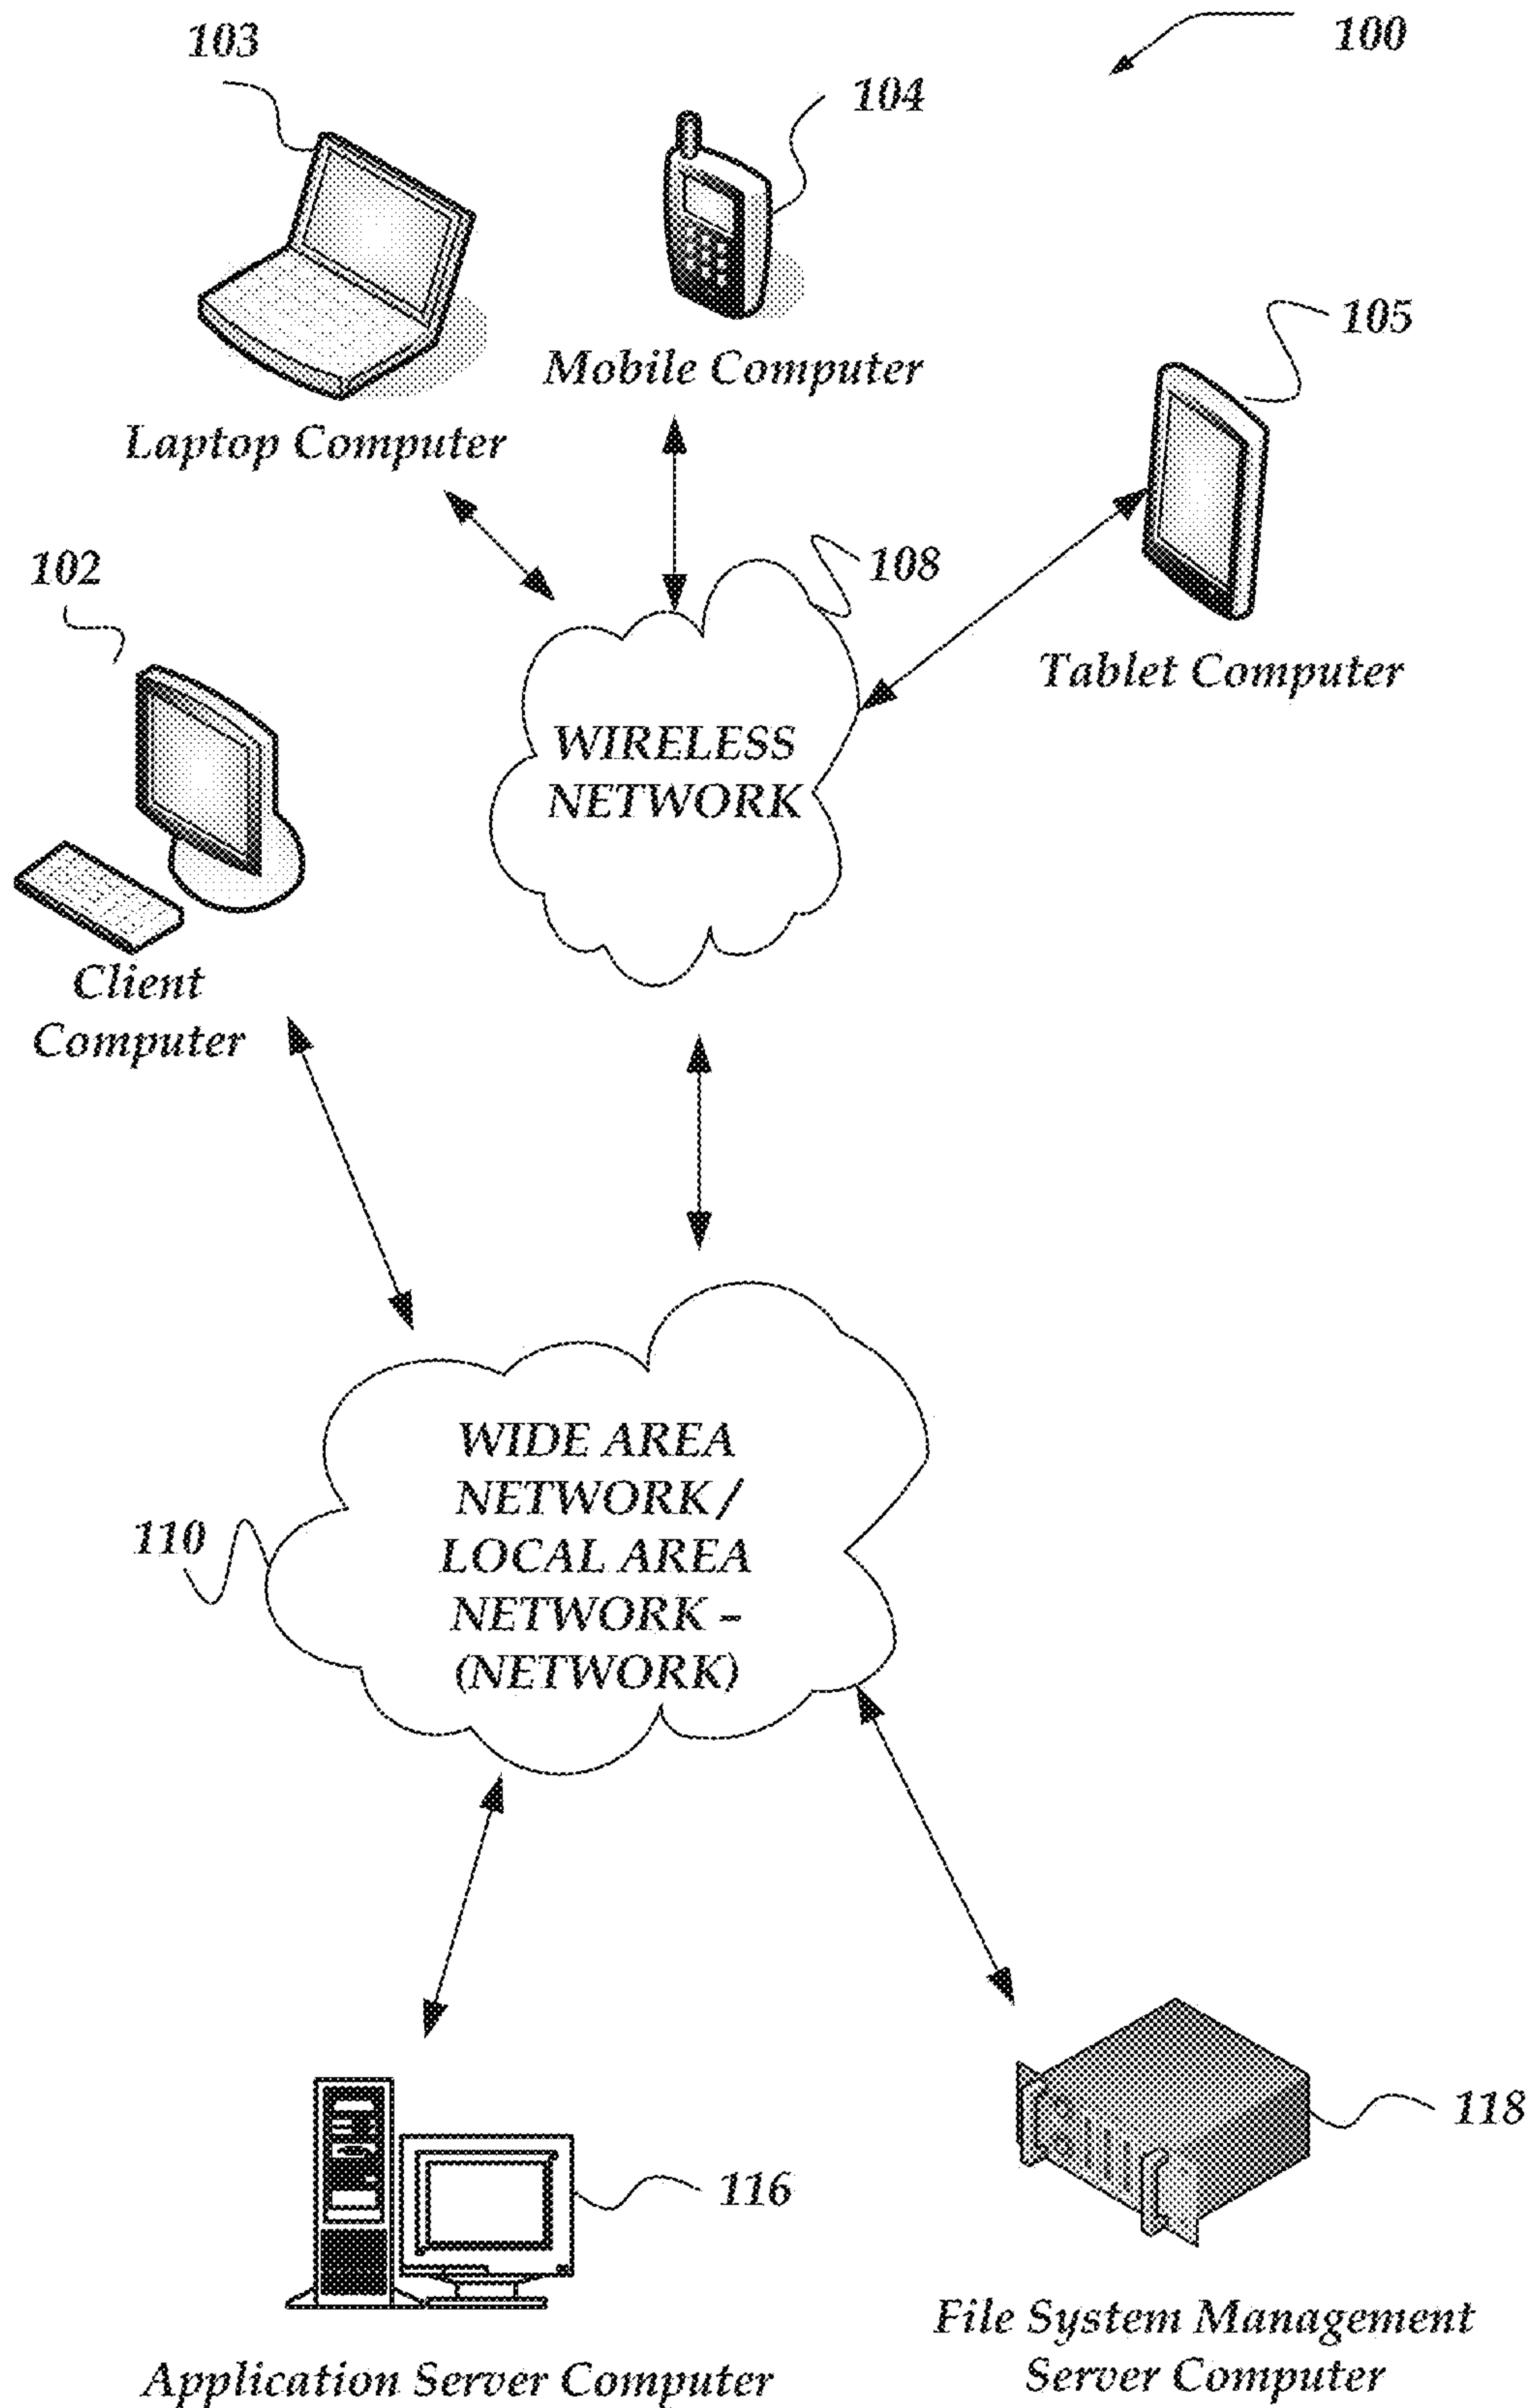 103
100
104
105
Mobile Computer
Laptop Computer
102
108
Tablet Computer
WIRELESS
NETWORK
Client
Computer
WIDE AREA
NETWORK /
LOCAL AREA
NETWORK –
(NETWORK)
110
118
116
File System Management
Server Computer
Application Server Computer